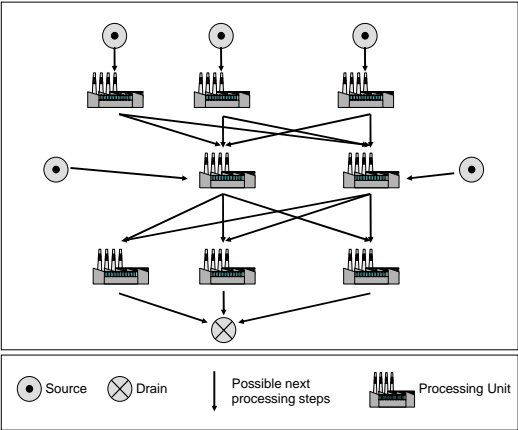 Source
Drain
Possible next
processing steps
Processing Unit